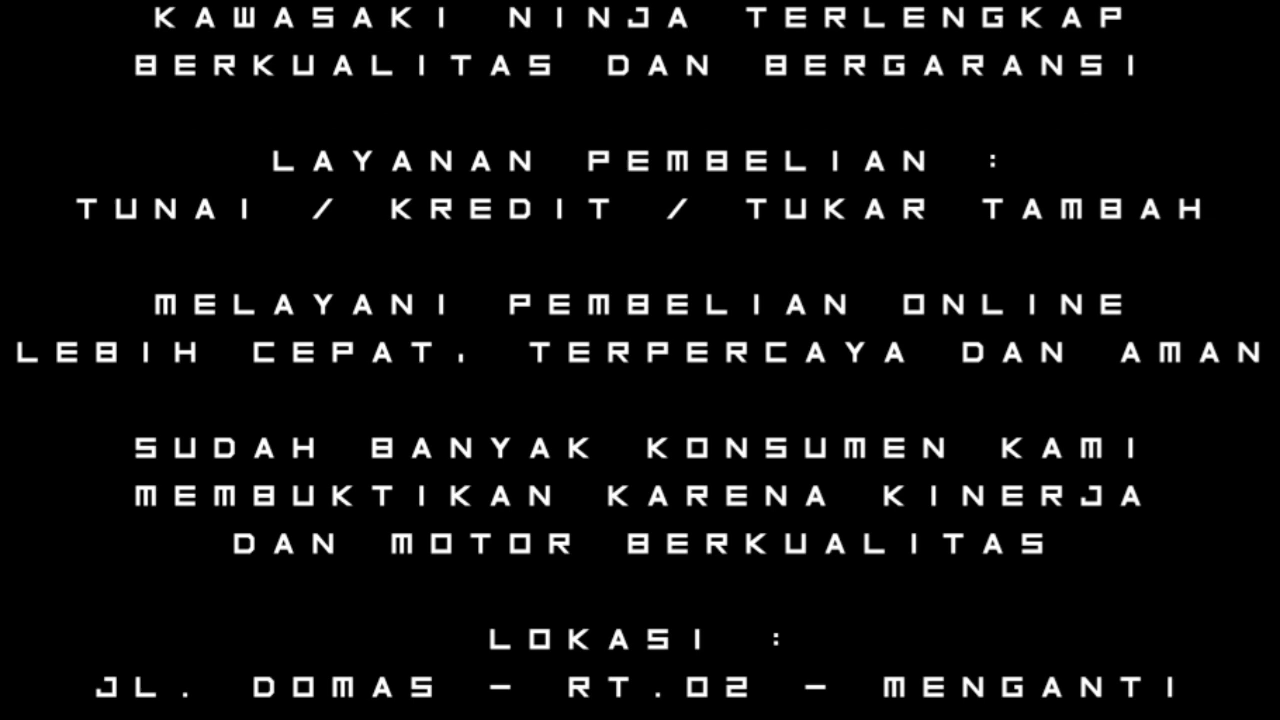 KAWASAKI NINJA TERLENGKAP
BERKUALITAS DAN BERGARANSI
LAYANAN PEMBELIAN :
TUNAI / KREDIT / TUKAR TAMBAH
MELAYANI PEMBELIAN ONLINE
LEBIH CEPAT, TERPERCAYA DAN AMAN
SUDAH BANYAK KONSUMEN KAMI
MEMBUKTIKAN KARENA KINERJA
DAN MOTOR BERKUALITAS
LOKASI :
JL. DOMAS - RT.02 - MENGANTI